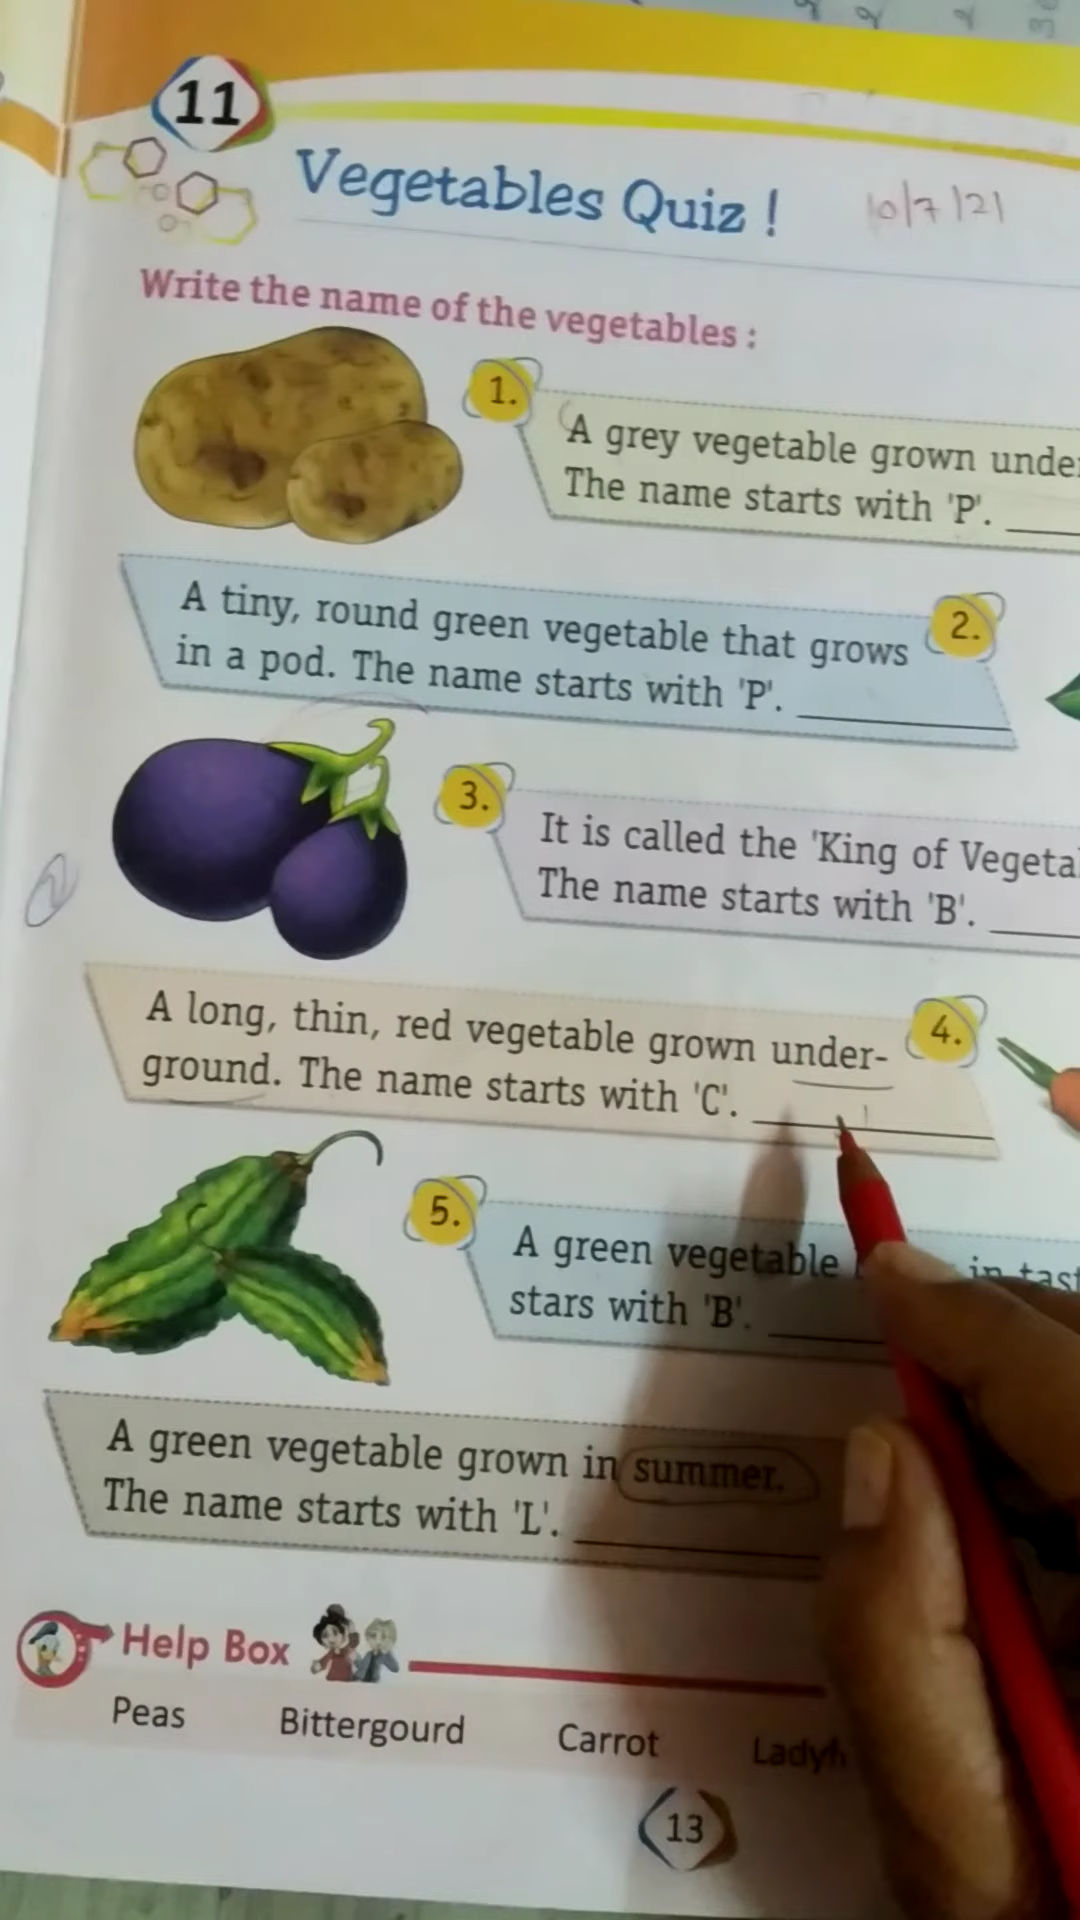 11
Vegetables Quiz !
10/7/21
Write the name of the vegetables :
1.
A grey vegetable grown unde
The name starts with 'P'.
A tiny, round green vegetable that grows
2.
in a pod. The name starts with 'P'.
3.
It is called the 'King of Vegeta
The name starts with 'B'.
A long, thin, red vegetable grown under-
4.
ground. The name starts with 'C'.
5.
A green vegetable in tast
stars with 'B'.
A green vegetable grown in summer.
The name starts with 'L'.
Help Box
Peas Bittergourd Carrot
13